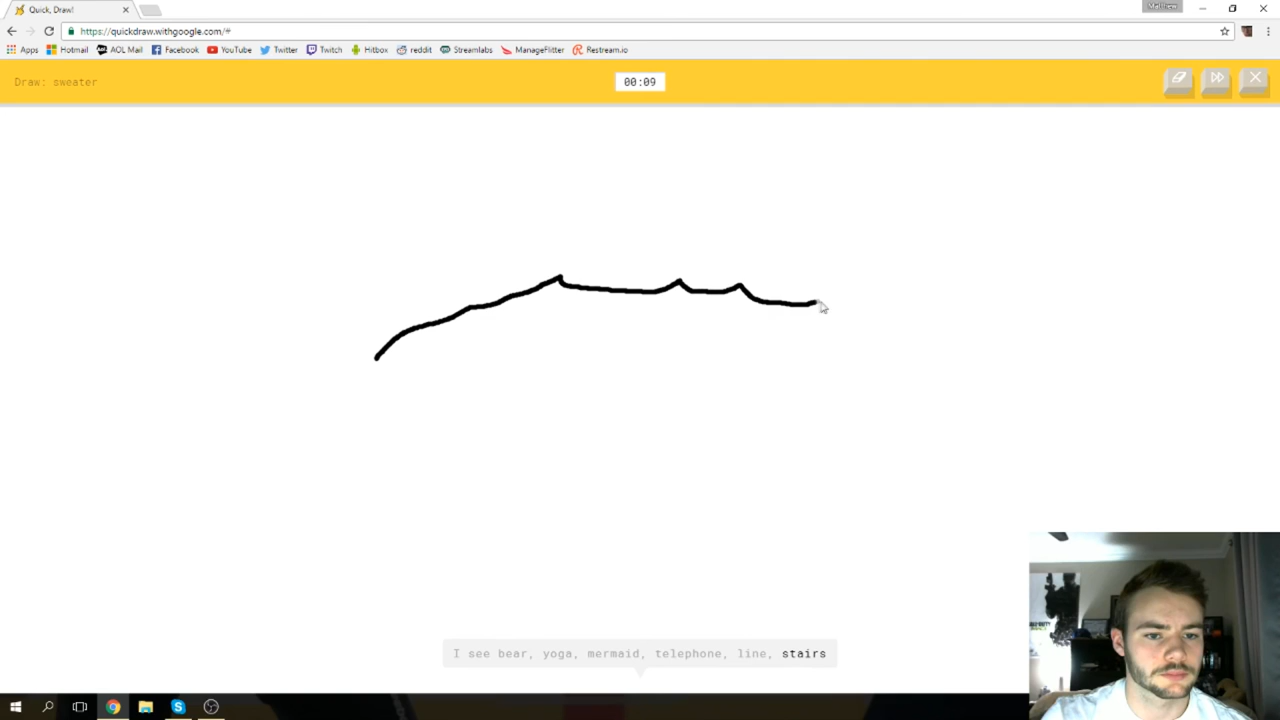 Quick, Draw!
Matthew
https://quickdraw.withgoogle.com/#
Apps Hotmail AOL Mail Facebook YouTube Twitter Twitch Hitbox reddit Streamlabs ManageFlitter Restream.io
Draw: sweater
00:09
I see bear, yoga, mermaid, telephone, line, stairs